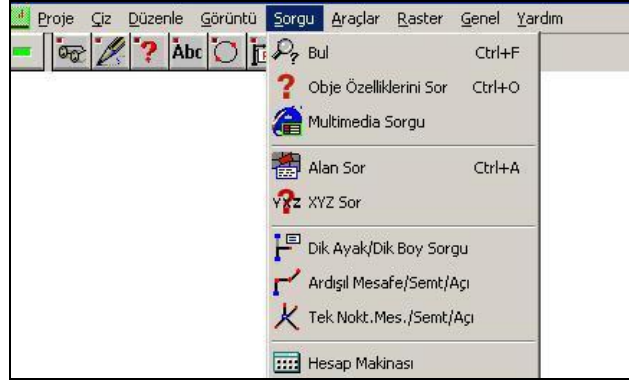 Proje Çiz Düzenle Görüntü Sorgu Araçlar Raster Genel Yardım
Abc
Bul Ctrl+F
Obje Özelliklerini Sor Ctrl+O
Multimedia Sorgu
Alan Sor Ctrl+A
YXZ XYZ Sor
Dik Ayak/Dik Boy Sorgu
Ardışıl Mesafe/Semt/Açı
Tek Nokt.Mes./Semt/Açı
Hesap Makinası